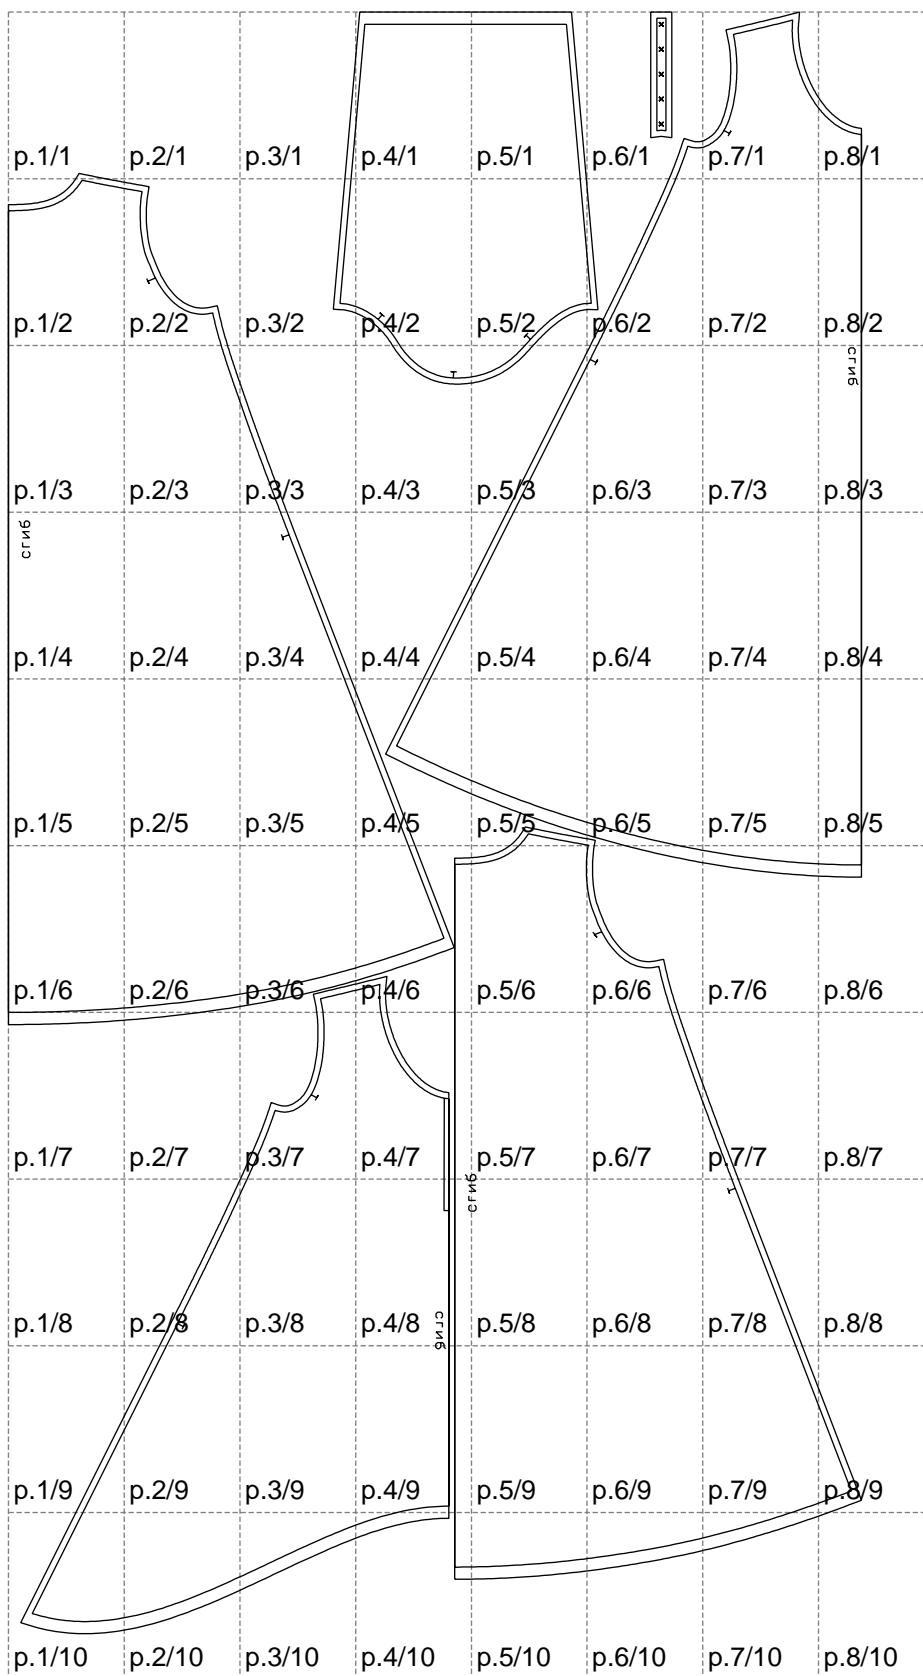 p.1/1 p.2/1 p.3/1 p.4/1 p.5/1 p.6/1 p.7/1 p.8/1
p.1/2 p.2/2 p.3/2 p.4/2 p.5/2 p.6/2 p.7/2 p.8/2
сгиб
p.1/3 p.2/3 p.3/3 p.4/3 p.5/3 p.6/3 p.7/3 p.8/3
сгиб
p.1/4 p.2/4 p.3/4 p.4/4 p.5/4 p.6/4 p.7/4 p.8/4
p.1/5 p.2/5 p.3/5 p.4/5 p.5/5 p.6/5 p.7/5 p.8/5
p.1/6 p.2/6 p.3/6 p.4/6 p.5/6 p.6/6 p.7/6 p.8/6
p.1/7 p.2/7 p.3/7 p.4/7 p.5/7 p.6/7 p.7/7 p.8/7
сгиб
p.1/8 p.2/8 p.3/8 p.4/8 p.5/8 p.6/8 p.7/8 p.8/8
сгиб
p.1/9 p.2/9 p.3/9 p.4/9 p.5/9 p.6/9 p.7/9 p.8/9
p.1/10 p.2/10 p.3/10 p.4/10 p.5/10 p.6/10 p.7/10 p.8/10